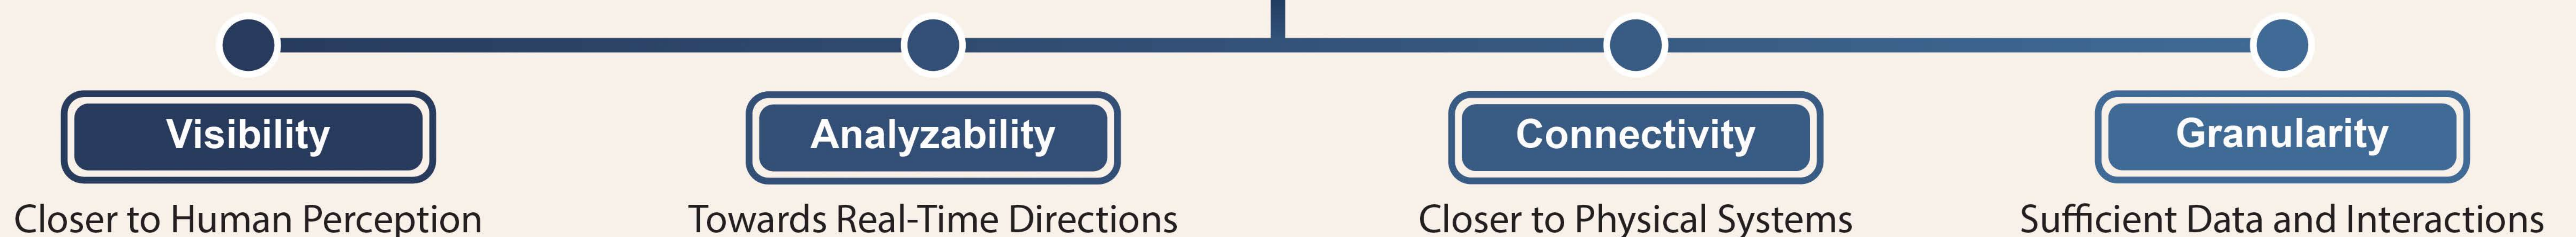 Visibility
Analyzability
Connectivity
Granularity
Closer to Human Perception
Towards Real-Time Directions
Closer to Physical Systems
Sufficient Data and Interactions